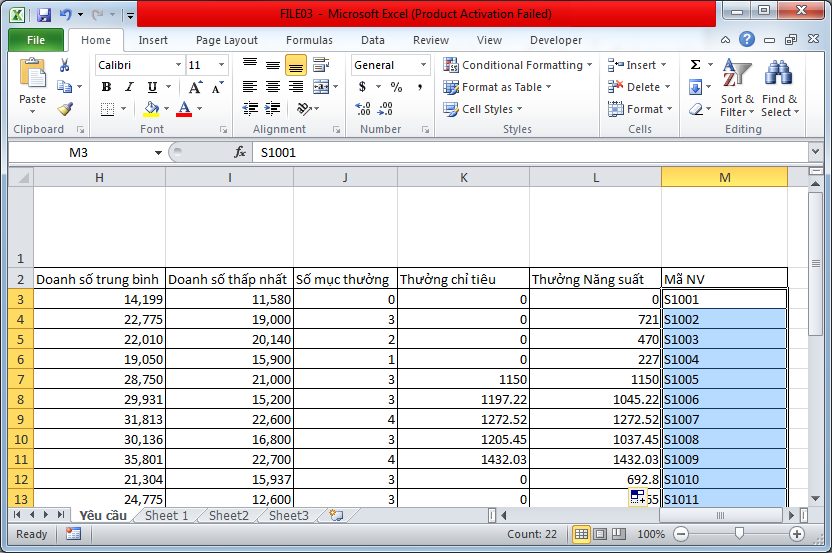 FILE03 - Microsoft Excel (Product Activation Failed)
File Home Insert Page Layout Formulas Data Review View Developer
Paste
Calibri 11
B I U A A
A
General
$ % ,
Conditional Formatting
Format as Table
Cell Styles
Insert
Delete
Format
Σ
Sort & Filter
Find & Select
Clipboard Font Alignment Number Styles Cells Editing
M3 fx S1001
H I J K L M
1
2 Doanh số trung bình Doanh số thấp nhất Số mục thưởng Thưởng chỉ tiêu Thưởng Năng suất Mã NV
3 14,199 11,580 0 0 0 S1001
4 22,775 19,000 3 0 721 S1002
5 22,010 20,140 2 0 470 S1003
6 19,050 15,900 1 0 227 S1004
7 28,750 21,000 3 1150 1150 S1005
8 29,931 15,200 3 1197.22 1045.22 S1006
9 31,813 22,600 4 1272.52 1272.52 S1007
10 30,136 16,800 3 1205.45 1037.45 S1008
11 35,801 22,700 4 1432.03 1432.03 S1009
12 21,304 15,937 3 0 692.8 S1010
13 24,775 12,600 3 0 S1011
Yêu cầu Sheet 1 Sheet2 Sheet3
Ready Count: 22 100%